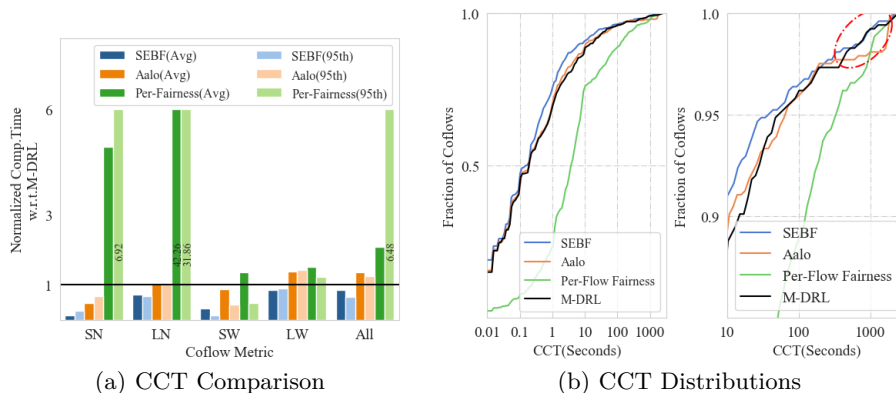 SEBF(Avg)
Aalo(Avg)
Per-Fairness(Avg)
SEBF(95th)
Aalo(95th)
Per-Fairness(95th)
6
3
1
Normalized Comp.Time
w.r.t.M-DRL
6.92
42.26
31.86
6.48
SN
LN
SW
LW
All
Coflow Metric
(a) CCT Comparison
1.0
0.5
Fraction of Coflows
SEBF
Aalo
Per-Flow Fairness
M-DRL
0.01
0.1
1
10
100
1000
CCT(Seconds)
1.0
0.95
0.9
Fraction of Coflows
SEBF
Aalo
Per-Flow Fairness
M-DRL
10
100
1000
CCT(Seconds)
(b) CCT Distributions